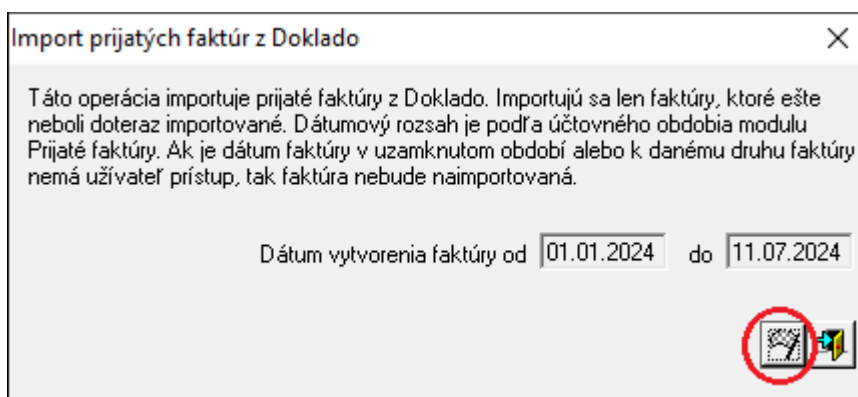 Import prijatých faktúr z Doklado
Táto operácia importuje prijaté faktúry z Doklado. Importujú sa len faktúry, ktoré ešte
neboli doteraz importované. Dátumový rozsah je podľa účtovného obdobia modulu
Prijaté faktúry. Ak je dátum faktúry v uzamknutom období alebo k danému druhu faktúry
nemá užívateľ prístup, tak faktúra nebude naimportovaná.
Dátum vytvorenia faktúry od 01.01.2024 do 11.07.2024